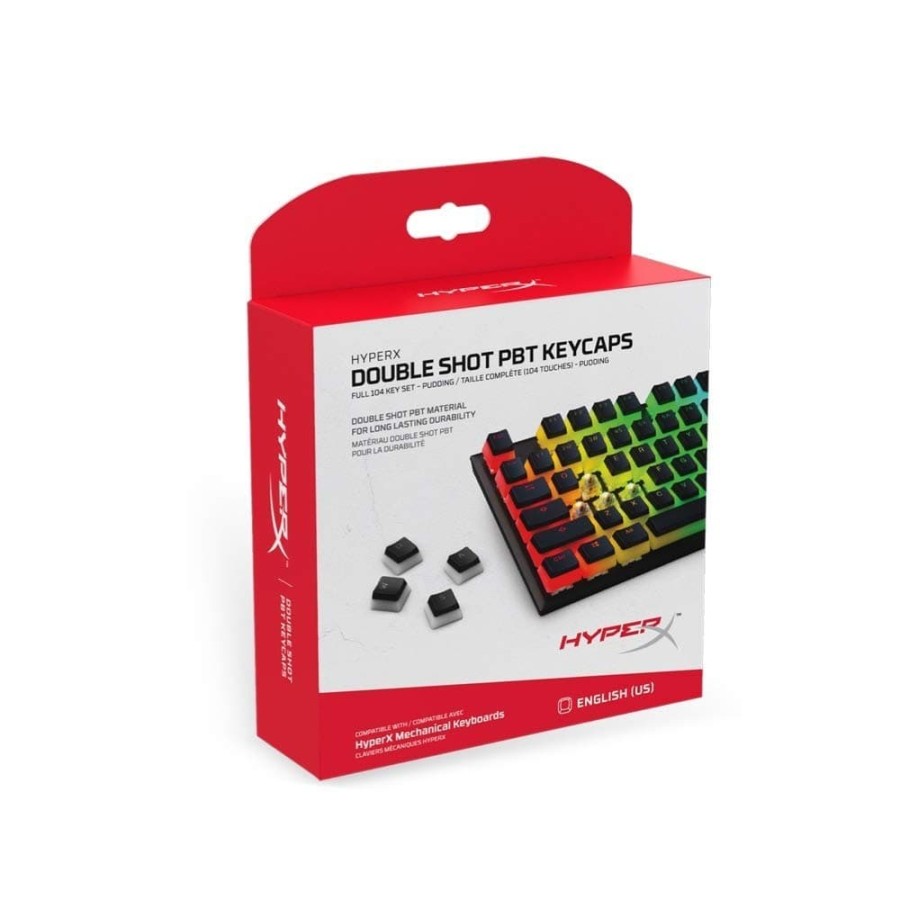 HYPERX
HYPERX
DOUBLE SHOT PBT KEYCAPS
FULL 104 KEY SET - PUDDING / TAILLE COMPLÈTE (104 TOUCHES) - PUDDING
DOUBLE SHOT PBT MATERIAL
FOR LONG LASTING DURABILITY
MATÉRIAU DOUBLE SHOT PBT
POUR LA DURABILITÉ
HYPERX™
ENGLISH (US)
COMPATIBLE WITH / COMPATIBLE AVEC
HyperX Mechanical Keyboards
CLAVIERS MÉCANIQUES HYPERX
HYPERX™
DOUBLE SHOT
PBT KEYCAPS